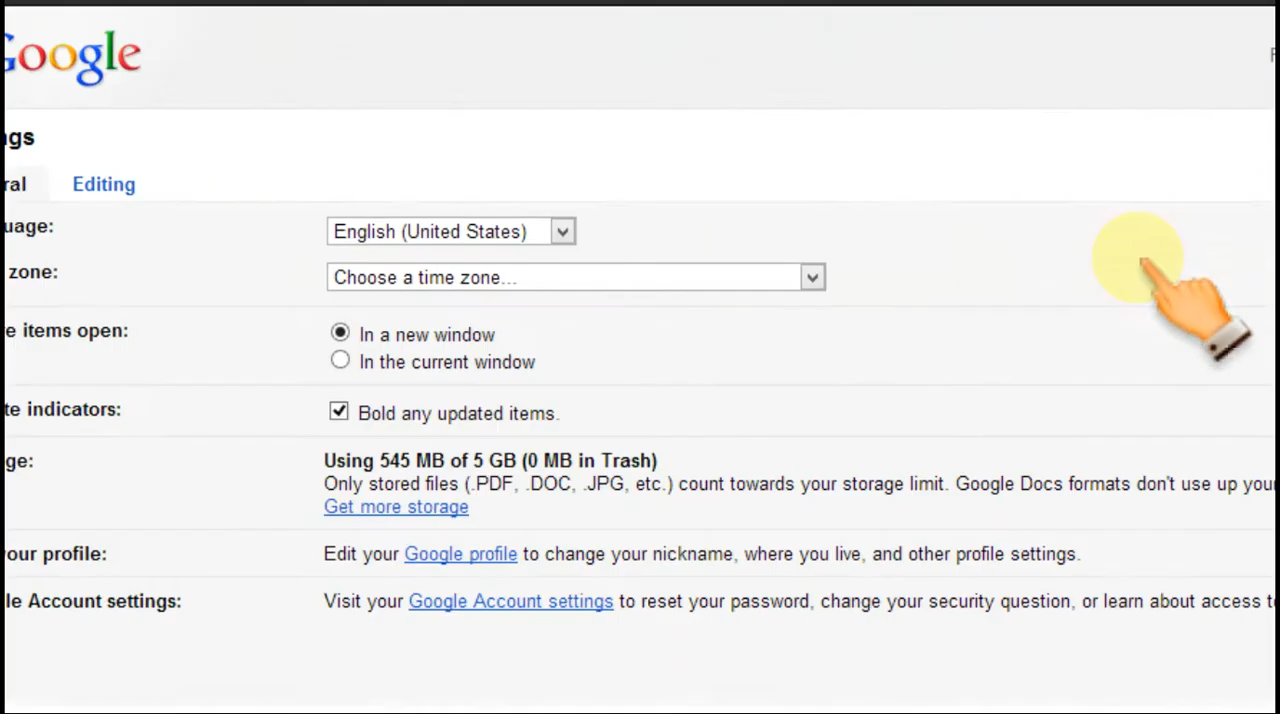 Google
ngs
ral Editing
uage: English (United States)
zone: Choose a time zone...
e items open: In a new window
In the current window
te indicators: Bold any updated items.
ge: Using 545 MB of 5 GB (0 MB in Trash)
Only stored files (.PDF, .DOC, .JPG, etc.) count towards your storage limit. Google Docs formats don't use up your
Get more storage
our profile: Edit your Google profile to change your nickname, where you live, and other profile settings.
le Account settings: Visit your Google Account settings to reset your password, change your security question, or learn about access to